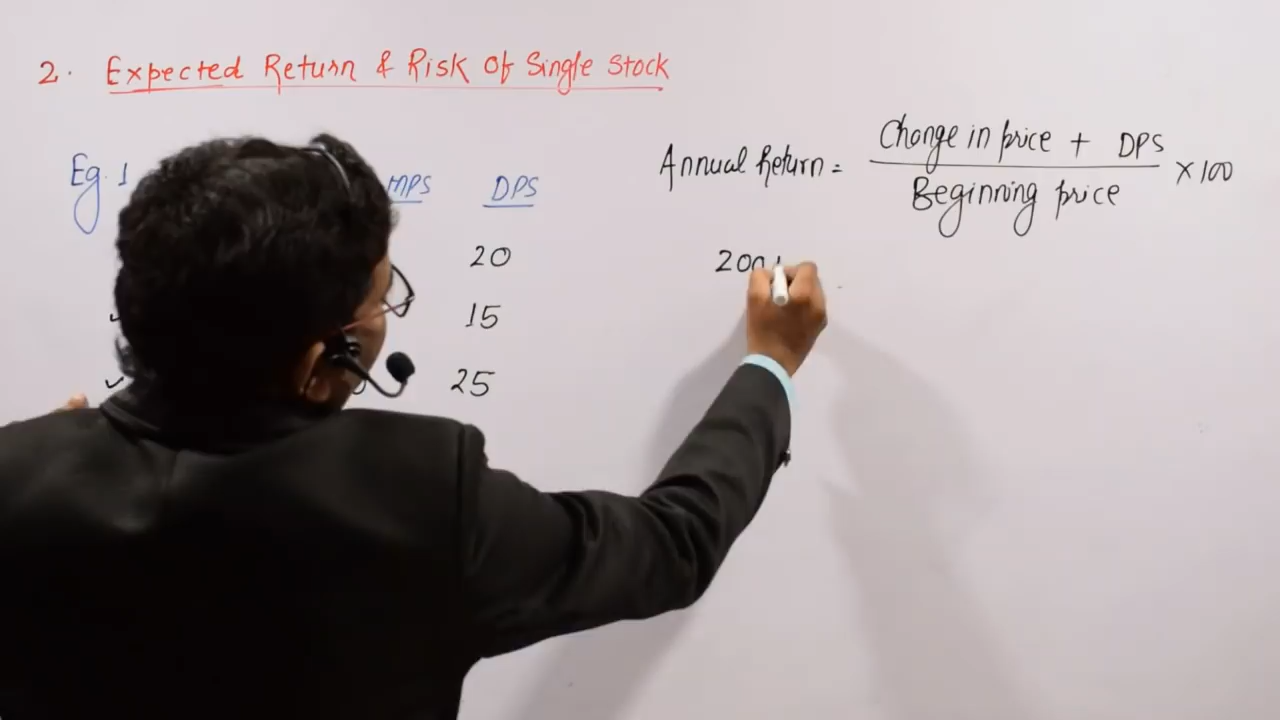 2. Expected Return & Risk Of Single Stock
Eg. 1 MPS DPS
20
15
25
Annual Return = Change in price + DPS / Beginning price × 100
200